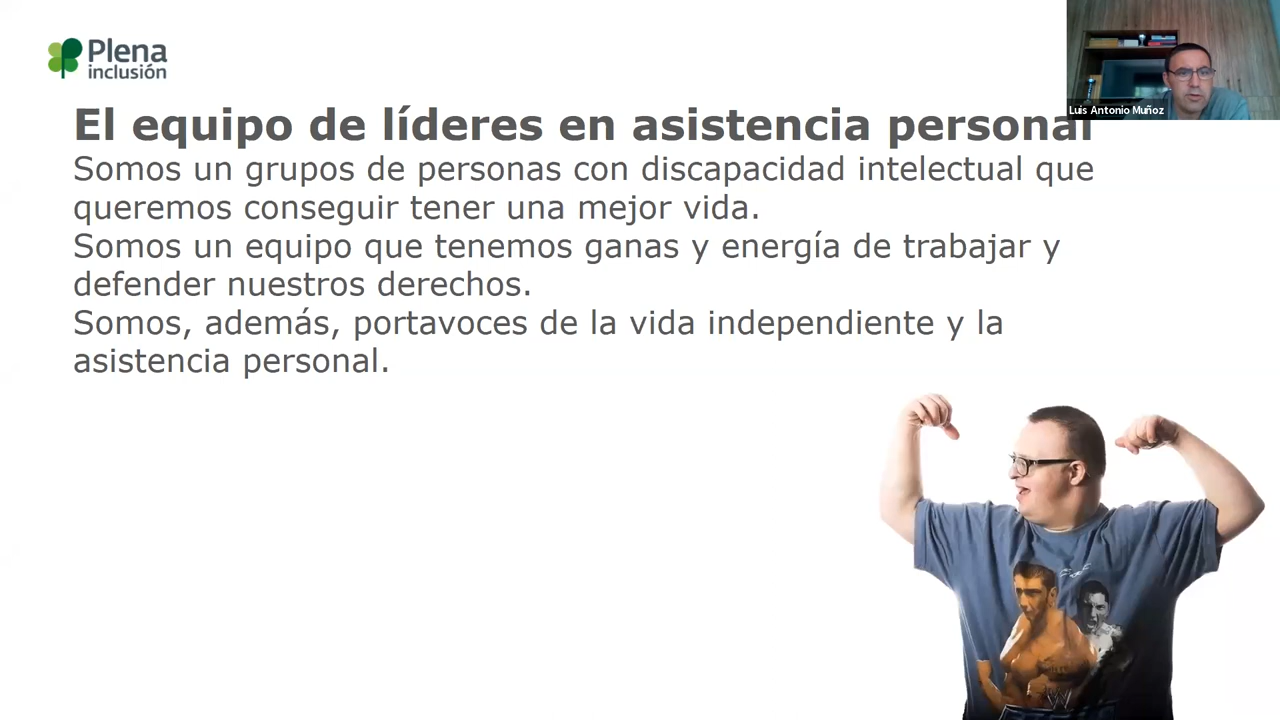 Plena
inclusión
Luis Antonio Muñoz
El equipo de líderes en asistencia personal
Somos un grupos de personas con discapacidad intelectual que
queremos conseguir tener una mejor vida.
Somos un equipo que tenemos ganas y energía de trabajar y
defender nuestros derechos.
Somos, además, portavoces de la vida independiente y la
asistencia personal.
W